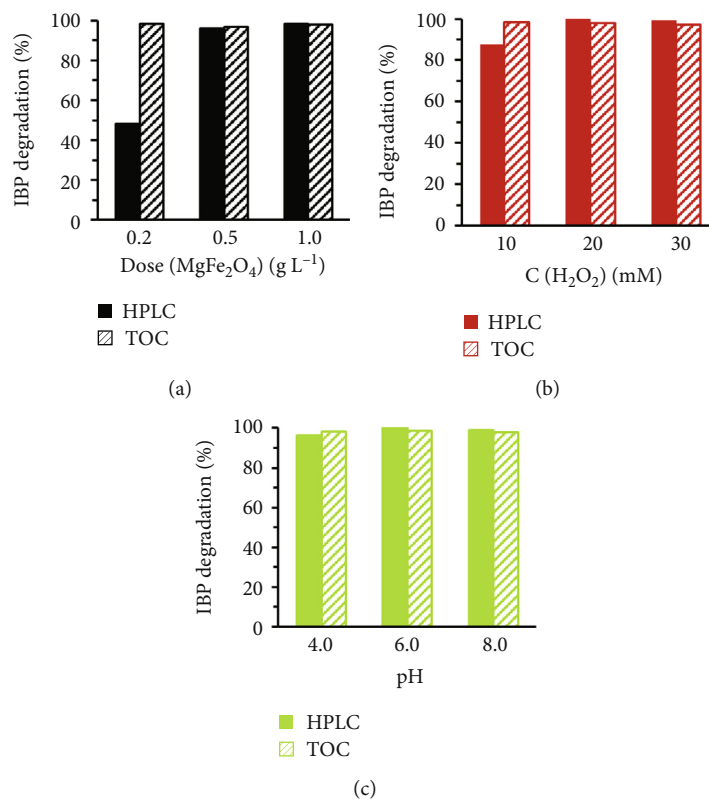 100
80
60
40
20
0
IBP degradation (%)
0.2 0.5 1.0
Dose (MgFe₂O₄) (g L⁻¹)
HPLC
TOC
(a)
100
80
60
40
20
0
IBP degradation (%)
10 20 30
C (H₂O₂) (mM)
HPLC
TOC
(b)
100
80
60
40
20
0
IBP degradation (%)
4.0 6.0 8.0
pH
HPLC
TOC
(c)